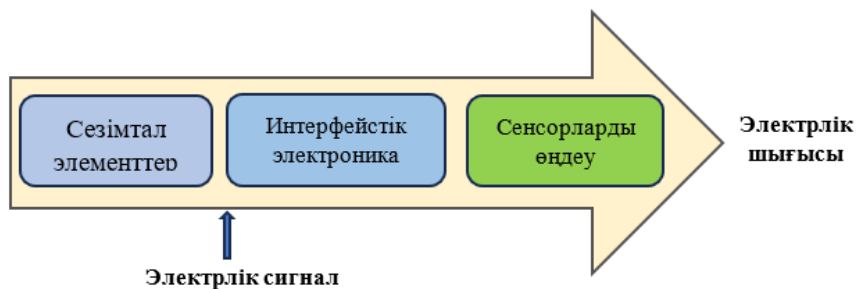 Сезімтал
элементтер
Интерфейстік
электроника
Сенсорларды
өңдеу
Электрлік
шығысы
Электрлік сигнал